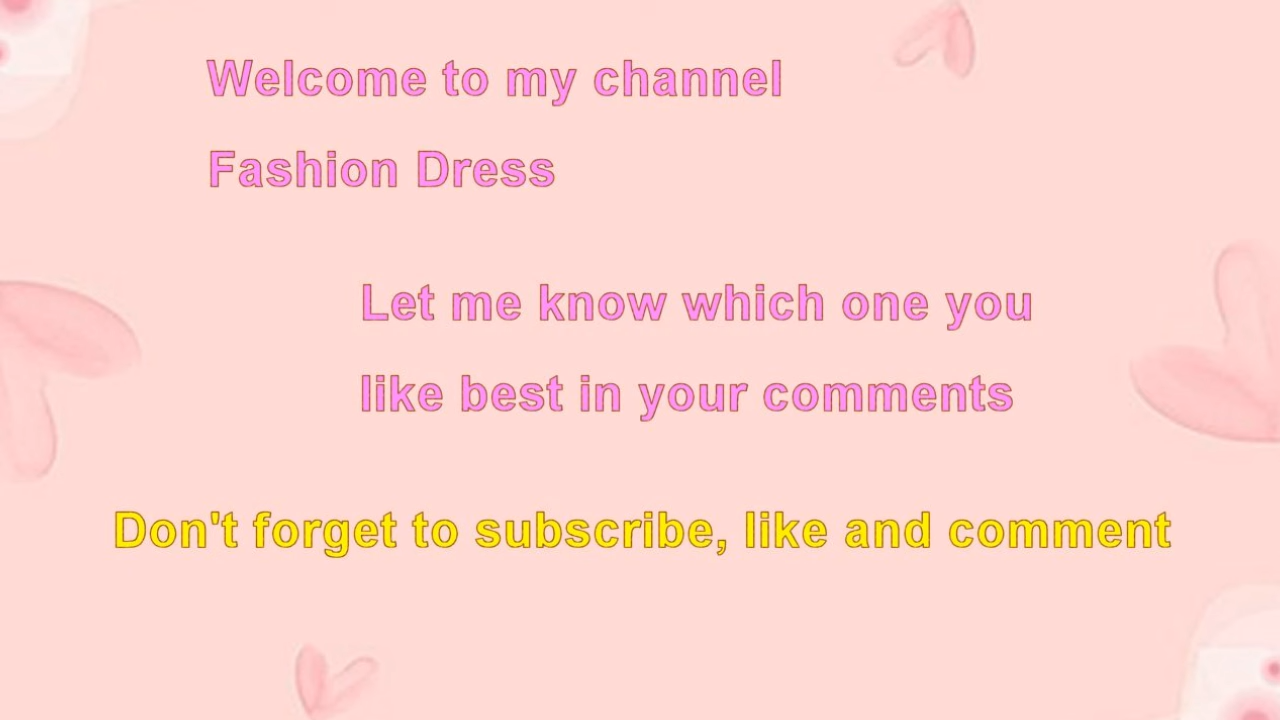 Welcome to my channel
Fashion Dress
Let me know which one you
like best in your comments
Don't forget to subscribe, like and comment